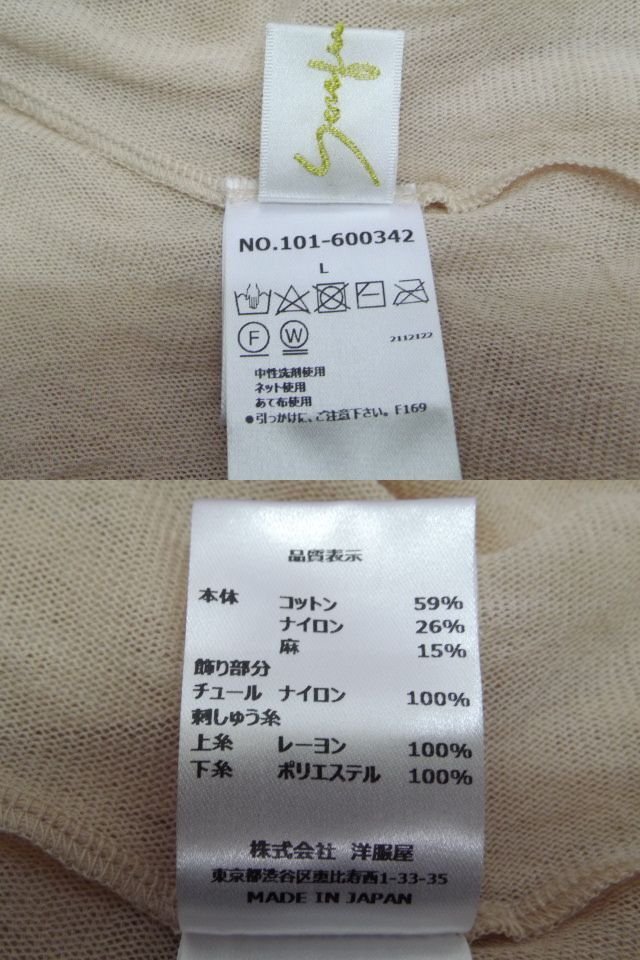 NO.101-600342
L
F W
2112122
中性洗剤使用
ネット使用
あて布使用
●引っかけに、ご注意下さい。F169
品質表示
本体 コットン 59%
ナイロン 26%
麻 15%
飾り部分
チュール ナイロン 100%
刺しゅう糸
上糸 レーヨン 100%
下糸 ポリエステル 100%
株式会社 洋服屋
東京都渋谷区恵比寿西1-33-35
MADE IN JAPAN